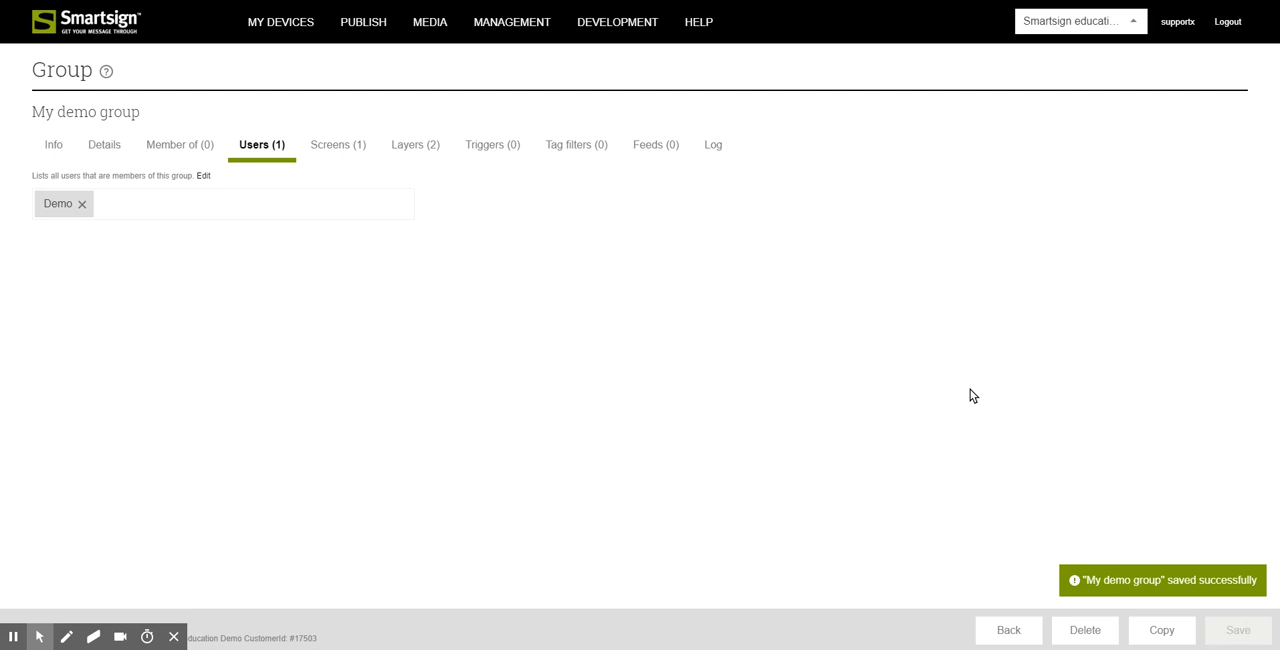 Smartsign™
GET YOUR MESSAGE THROUGH
MY DEVICES PUBLISH MEDIA MANAGEMENT DEVELOPMENT HELP
Smartsign educati... supportx Logout
Group ?
My demo group
Info Details Member of (0) Users (1) Screens (1) Layers (2) Triggers (0) Tag filters (0) Feeds (0) Log
Lists all users that are members of this group. Edit
Demo
"My demo group" saved successfully
ducation Demo CustomerId: #17503
Back Delete Copy Save